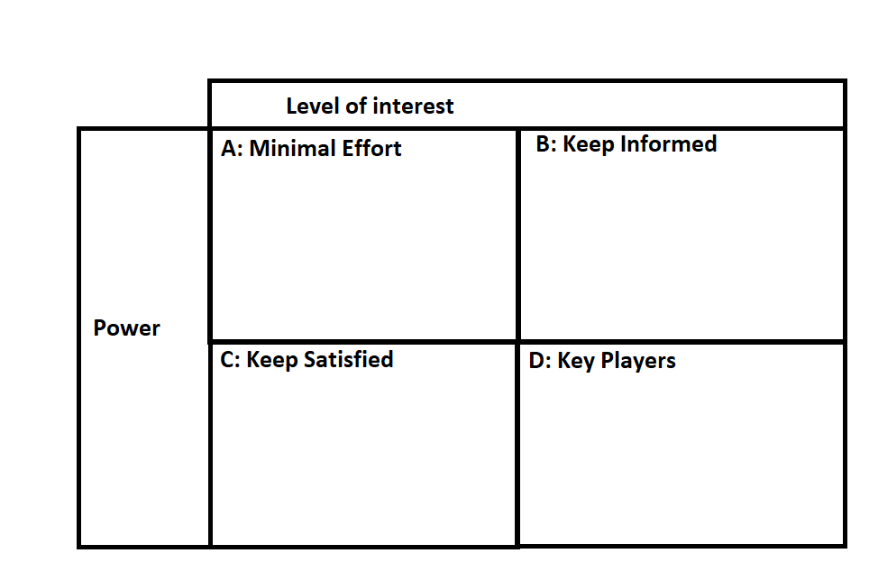 Level of interest
A: Minimal Effort
B: Keep Informed
Power
C: Keep Satisfied
D: Key Players